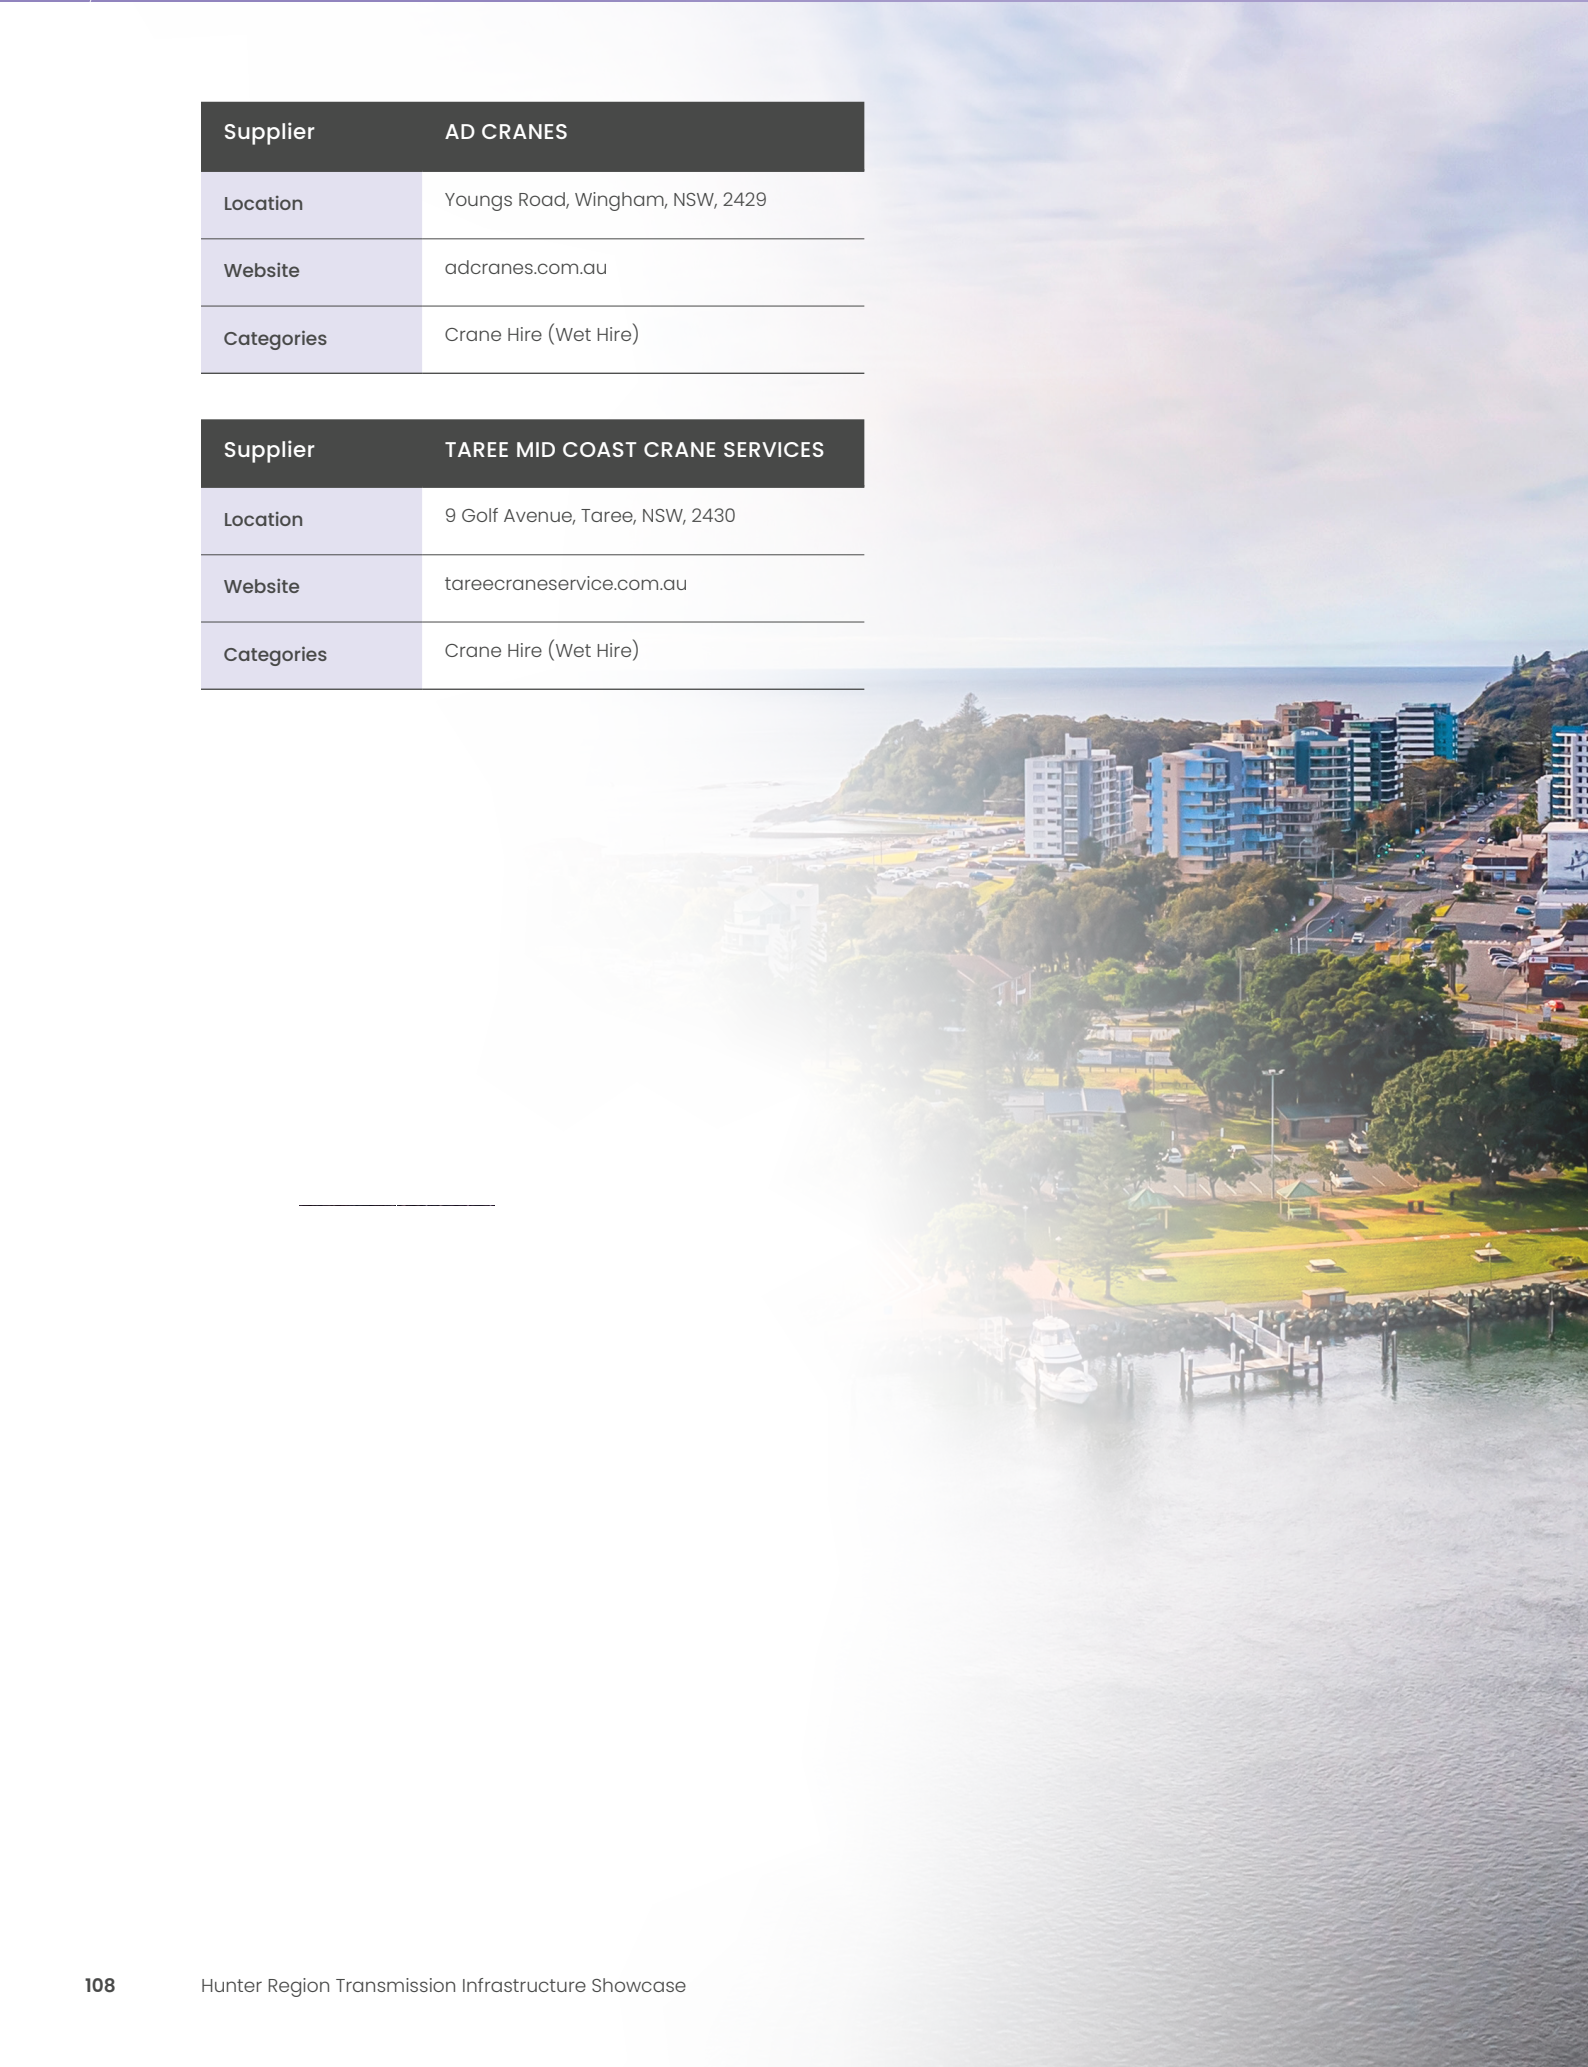 Supplier AD CRANES
Location Youngs Road, Wingham, NSW, 2429
Website adcranes.com.au
Categories Crane Hire (Wet Hire)
Supplier TAREE MID COAST CRANE SERVICES
Location 9 Golf Avenue, Taree, NSW, 2430
Website tareecraneservice.com.au
Categories Crane Hire (Wet Hire)
Sails
108 Hunter Region Transmission Infrastructure Showcase